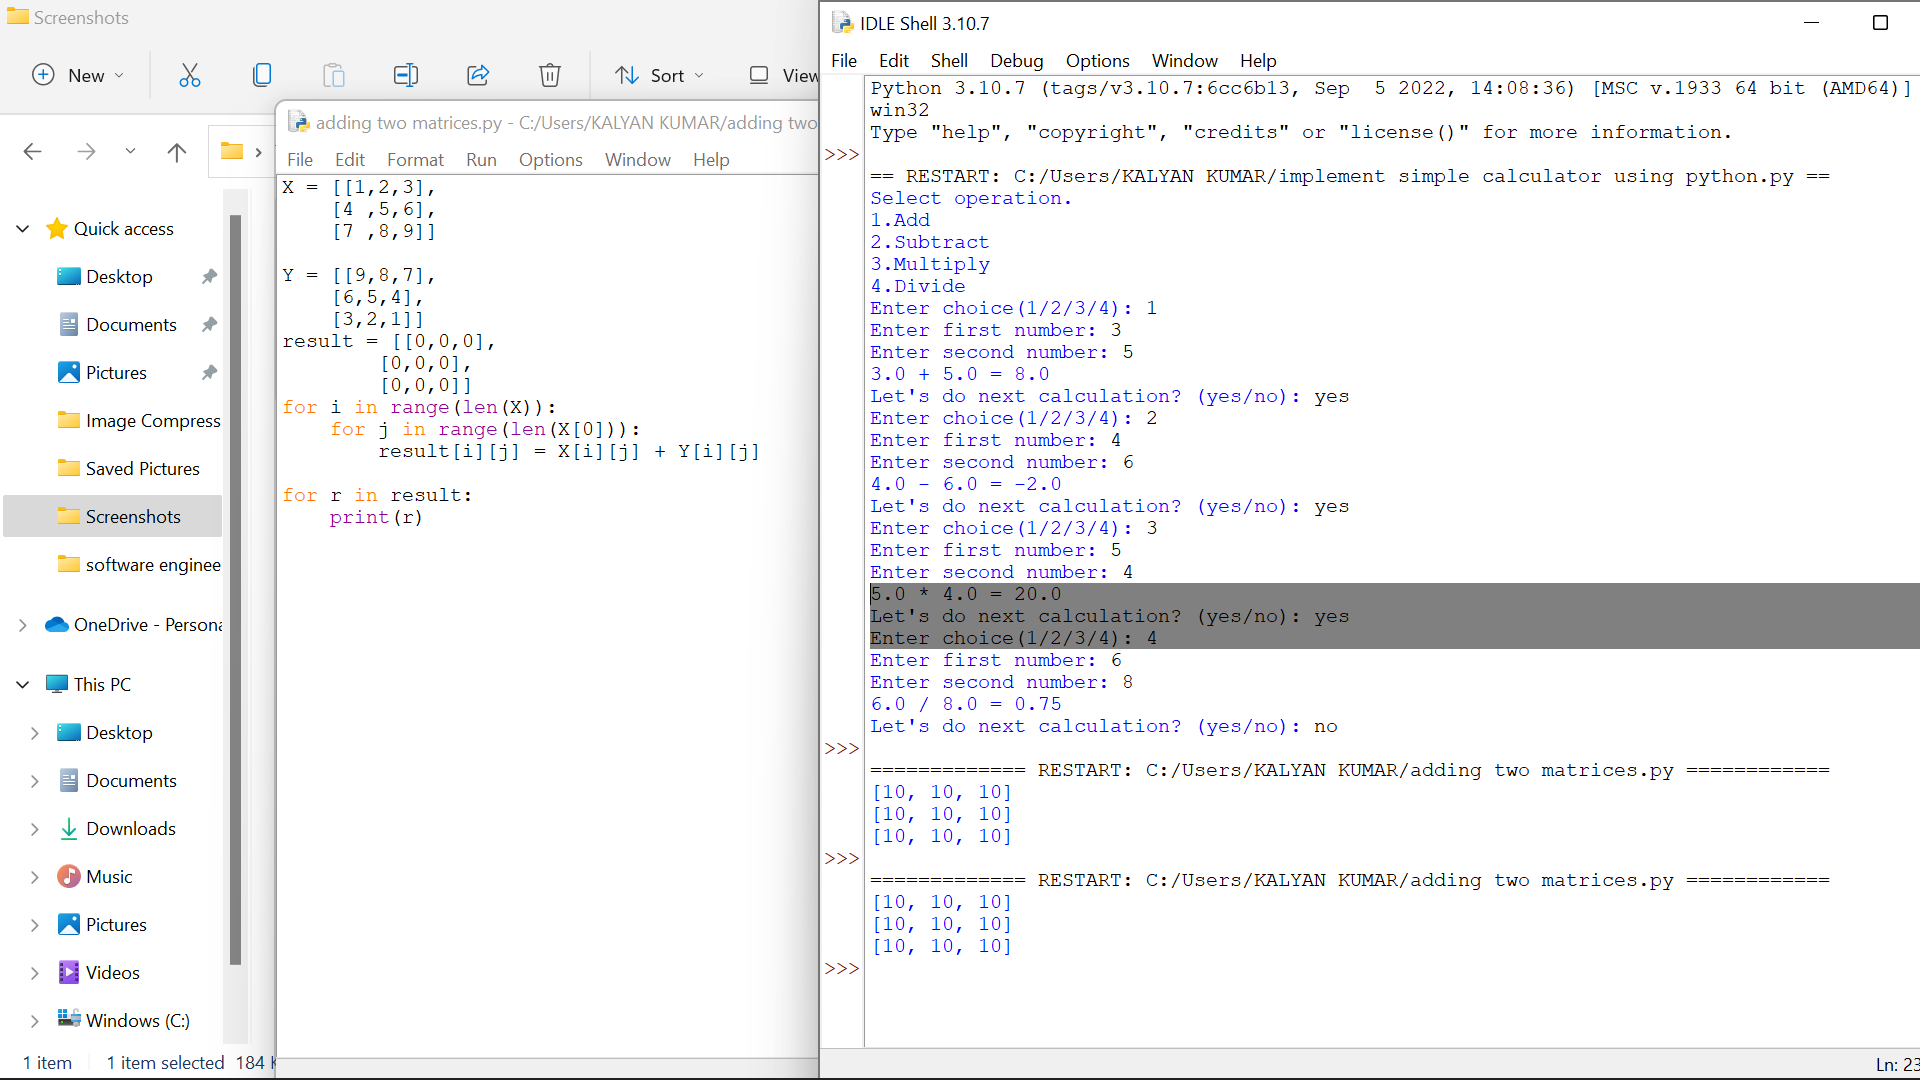 Screenshots
New
Sort
View
Quick access
Desktop
Documents
Pictures
Image Compress
Saved Pictures
Screenshots
software enginee
OneDrive - Persona
This PC
Desktop
Documents
Downloads
Music
Pictures
Videos
Windows (C:)
1 item 1 item selected 184
adding two matrices.py - C:/Users/KALYAN KUMAR/adding two
File Edit Format Run Options Window Help
X = [[1,2,3],
    [4 ,5,6],
    [7 ,8,9]]
Y = [[9,8,7],
    [6,5,4],
    [3,2,1]]
result = [[0,0,0],
        [0,0,0],
        [0,0,0]]
for i in range(len(X)):
    for j in range(len(X[0])):
        result[i][j] = X[i][j] + Y[i][j]
for r in result:
    print(r)
IDLE Shell 3.10.7
File Edit Shell Debug Options Window Help
Python 3.10.7 (tags/v3.10.7:6cc6b13, Sep  5 2022, 14:08:36) [MSC v.1933 64 bit (AMD64)]
win32
Type "help", "copyright", "credits" or "license()" for more information.
>>>
== RESTART: C:/Users/KALYAN KUMAR/implement simple calculator using python.py ==
Select operation.
1.Add
2.Subtract
3.Multiply
4.Divide
Enter choice(1/2/3/4): 1
Enter first number: 3
Enter second number: 5
3.0 + 5.0 = 8.0
Let's do next calculation? (yes/no): yes
Enter choice(1/2/3/4): 2
Enter first number: 4
Enter second number: 6
4.0 - 6.0 = -2.0
Let's do next calculation? (yes/no): yes
Enter choice(1/2/3/4): 3
Enter first number: 5
Enter second number: 4
5.0 * 4.0 = 20.0
Let's do next calculation? (yes/no): yes
Enter choice(1/2/3/4): 4
Enter first number: 6
Enter second number: 8
6.0 / 8.0 = 0.75
Let's do next calculation? (yes/no): no
>>>
============= RESTART: C:/Users/KALYAN KUMAR/adding two matrices.py ============
[10, 10, 10]
[10, 10, 10]
[10, 10, 10]
>>>
============= RESTART: C:/Users/KALYAN KUMAR/adding two matrices.py ============
[10, 10, 10]
[10, 10, 10]
[10, 10, 10]
>>>
Ln: 23